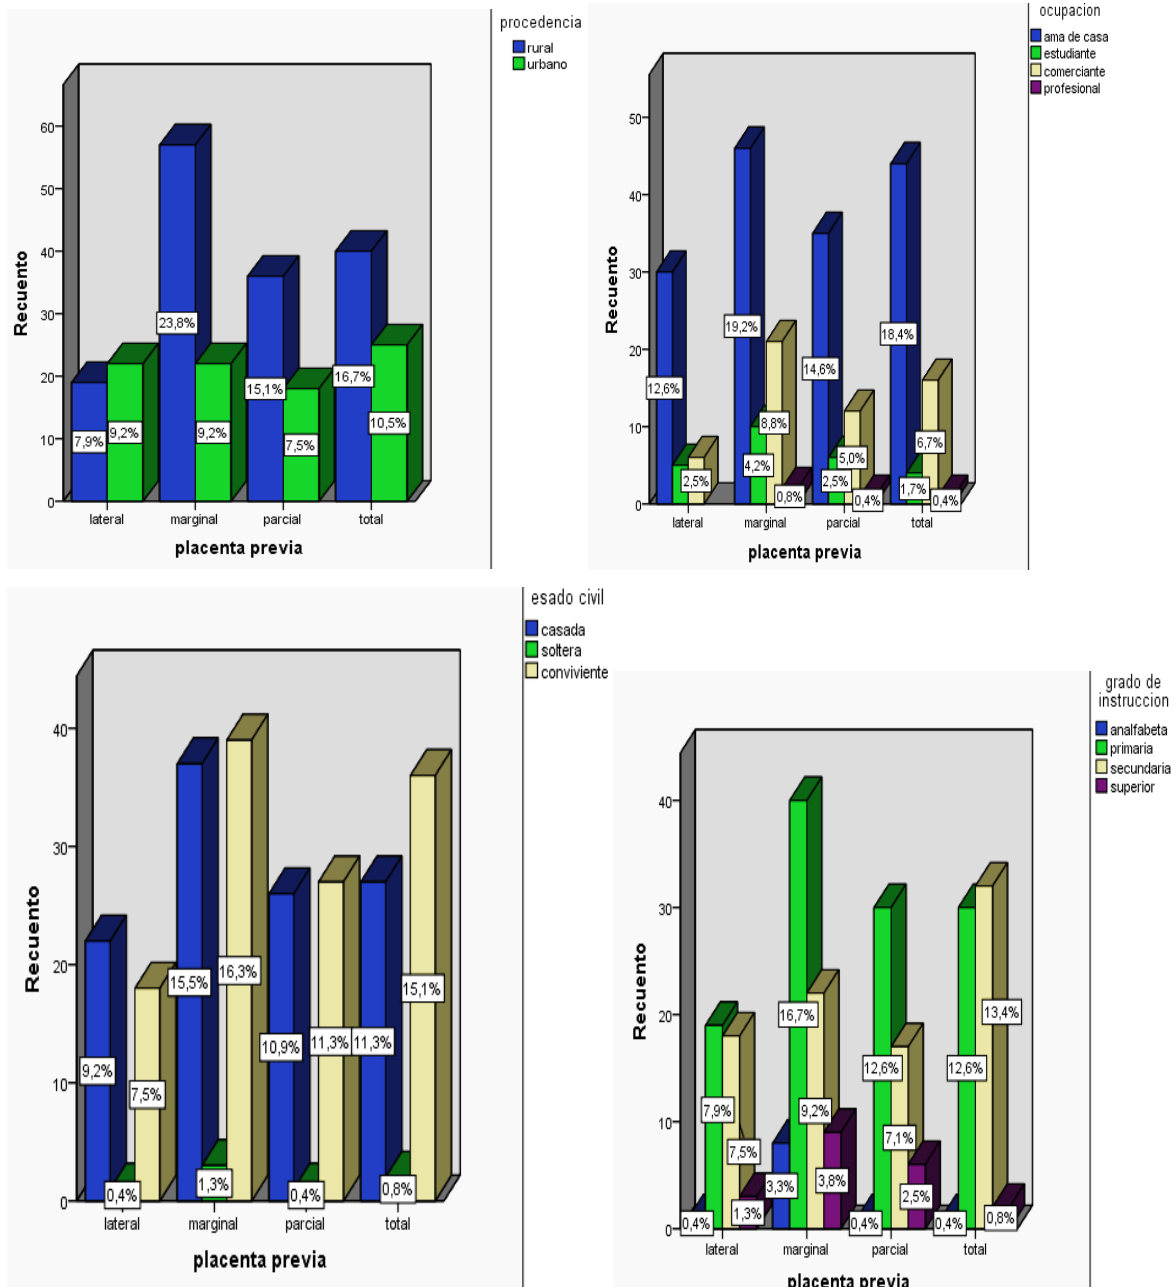 procedencia
rural
urbano
Recuento
60
50
40
30
20
10
0
7,9%
9,2%
23,8%
9,2%
15,1%
7,5%
16,7%
10,5%
lateral
marginal
parcial
total
placenta previa
ocupacion
ama de casa
estudiante
comerciante
profesional
Recuento
50
40
30
20
10
0
12,6%
2,5%
19,2%
4,2%
8,8%
0,8%
14,6%
2,5%
5,0%
0,4%
18,4%
1,7%
6,7%
0,4%
lateral
marginal
parcial
total
placenta previa
esado civil
casada
soltera
conviviente
Recuento
40
30
20
10
0
9,2%
0,4%
7,5%
15,5%
1,3%
16,3%
10,9%
0,4%
11,3%
11,3%
0,8%
15,1%
lateral
marginal
parcial
total
placenta previa
grado de
instruccion
analfabeta
primaria
secundaria
superior
Recuento
40
30
20
10
0
0,4%
7,9%
7,5%
1,3%
3,3%
16,7%
9,2%
3,8%
0,4%
12,6%
7,1%
2,5%
0,4%
12,6%
13,4%
0,8%
lateral
marginal
parcial
total
placenta previa